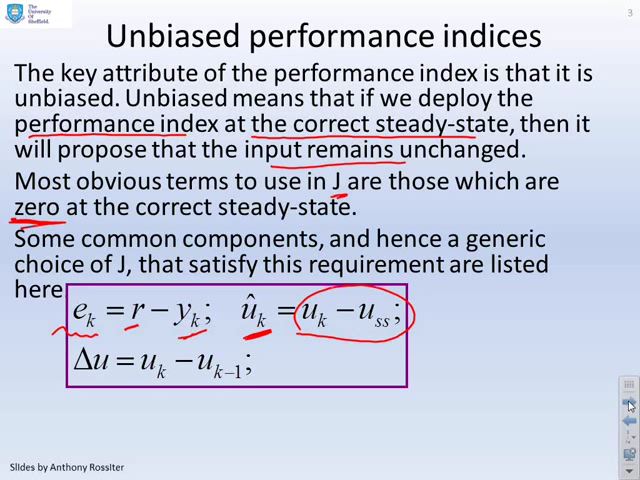 The University Of Sheffield.
3
Unbiased performance indices
The key attribute of the performance index is that it is
unbiased. Unbiased means that if we deploy the
performance index at the correct steady-state, then it
will propose that the input remains unchanged.
Most obvious terms to use in J are those which are
zero at the correct steady-state.
Some common components, and hence a generic
choice of J, that satisfy this requirement are listed
here.
e_k = r − y_k; û_k = u_k − u_ss;
Δu = u_k − u_{k−1};
Slides by Anthony Rossiter